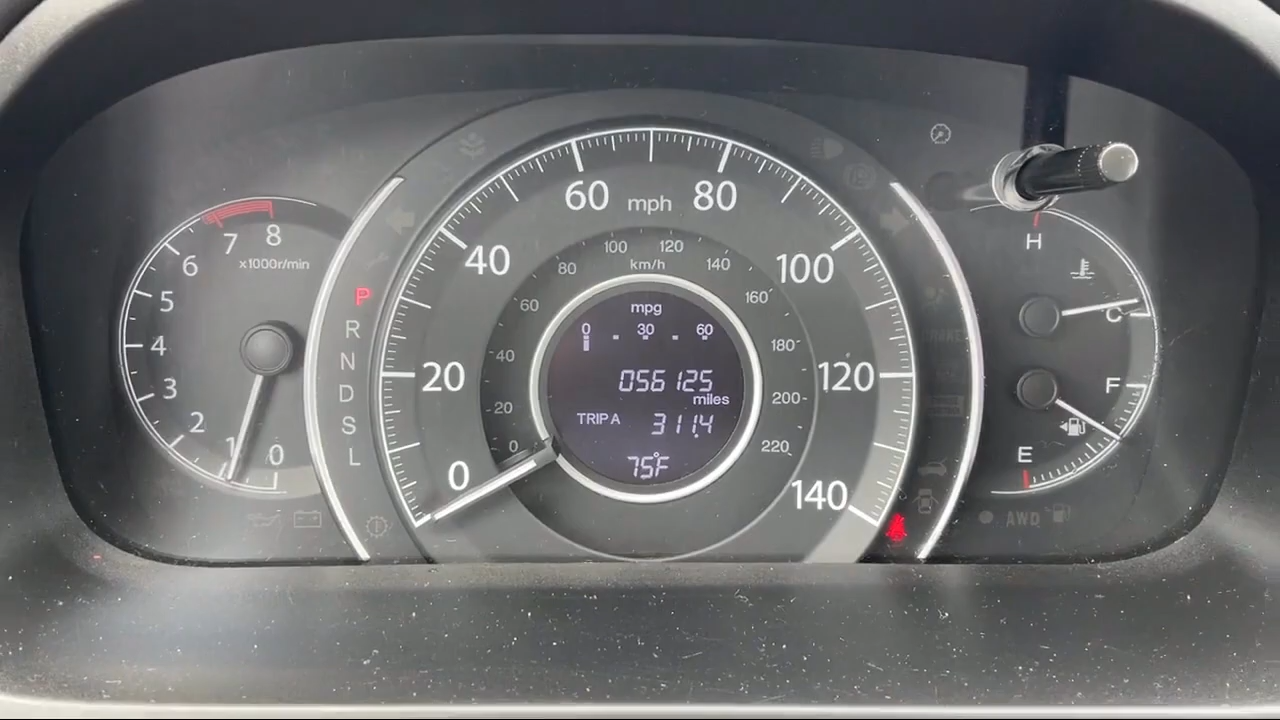 8
7
6
x1000r/min
5
4
3
2
1
0
P
R
N
D
S
L
0
20
40
60
mph
80
100
120
140
0
20
40
60
80
100
120
km/h
140
160
180
200
220
mpg
0 30 60
056125
miles
TRIP A 311.4
75°F
H
C
F
E
AWD